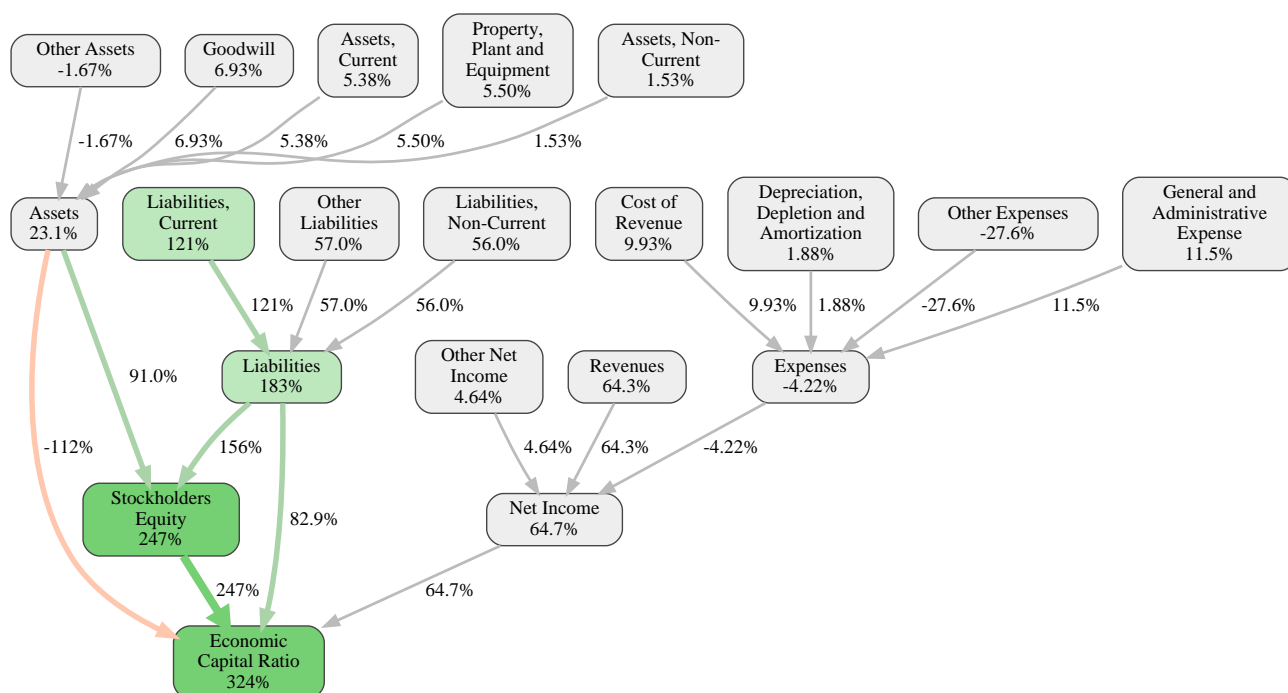 Other Assets
-1.67%
Goodwill
6.93%
Assets,
Current
5.38%
Property,
Plant and
Equipment
5.50%
Assets, Non-
Current
1.53%
-1.67%
6.93%
5.38%
5.50%
1.53%
Assets
23.1%
Liabilities,
Current
121%
Other
Liabilities
57.0%
Liabilities,
Non-Current
56.0%
Cost of
Revenue
9.93%
Depreciation,
Depletion and
Amortization
1.88%
Other Expenses
-27.6%
General and
Administrative
Expense
11.5%
121%
57.0%
56.0%
9.93%
1.88%
-27.6%
11.5%
Liabilities
183%
Other Net
Income
4.64%
Revenues
64.3%
Expenses
-4.22%
91.0%
-112%
156%
4.64%
64.3%
-4.22%
Stockholders
Equity
247%
82.9%
Net Income
64.7%
247%
64.7%
Economic
Capital Ratio
324%